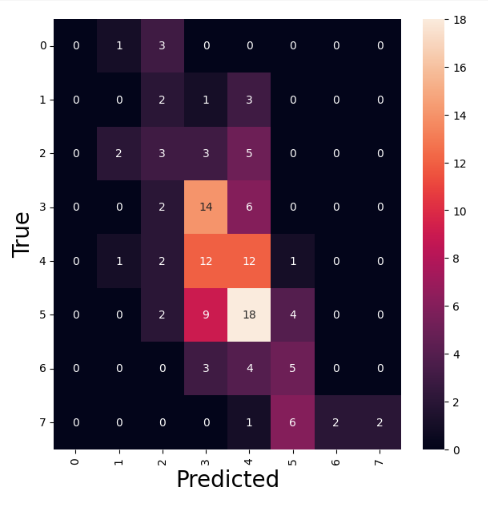 0 0 1 3 0 0 0 0 0
1 0 0 2 1 3 0 0 0
2 0 2 3 3 5 0 0 0
3 0 0 2 14 6 0 0 0
4 0 1 2 12 12 1 0 0
5 0 0 2 9 18 4 0 0
6 0 0 0 3 4 5 0 0
7 0 0 0 0 1 6 2 2
0 1 2 3 4 5 6 7
True
Predicted
18
16
14
12
10
8
6
4
2
0